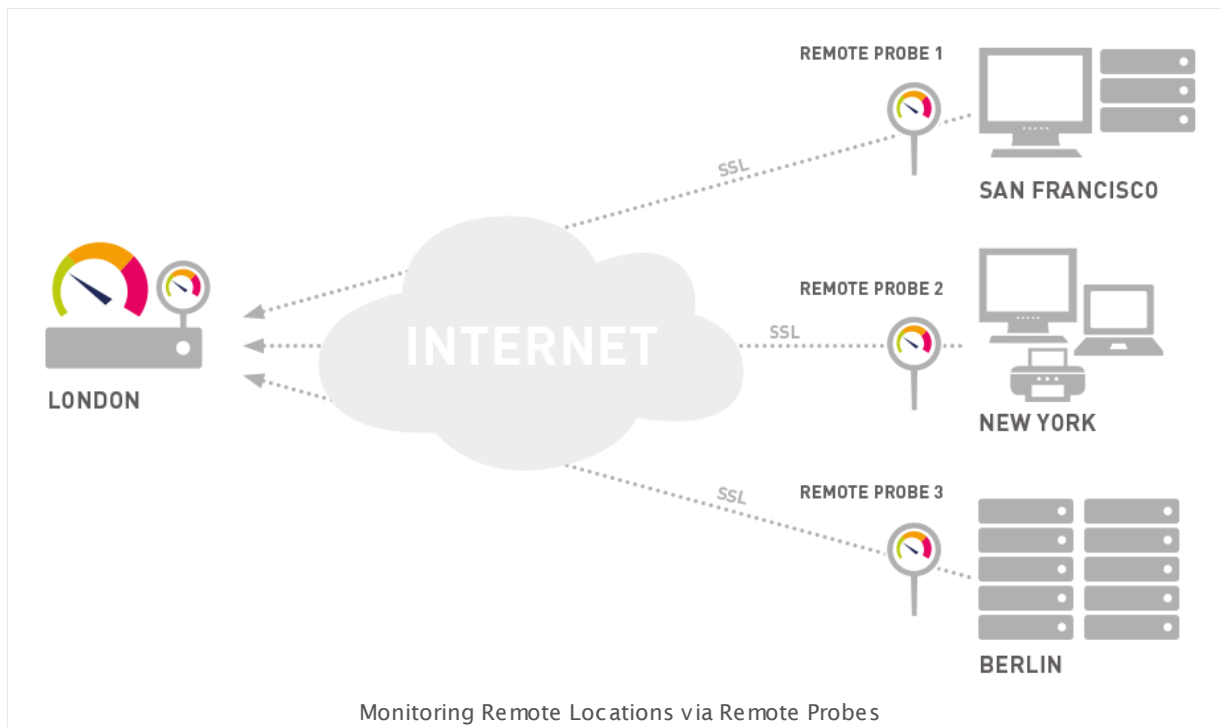 REMOTE PROBE 1
SSL
SAN FRANCISCO
REMOTE PROBE 2
INTERNET
SSL
LONDON
NEW YORK
REMOTE PROBE 3
SSL
BERLIN
Monitoring Remote Locations via Remote Probes